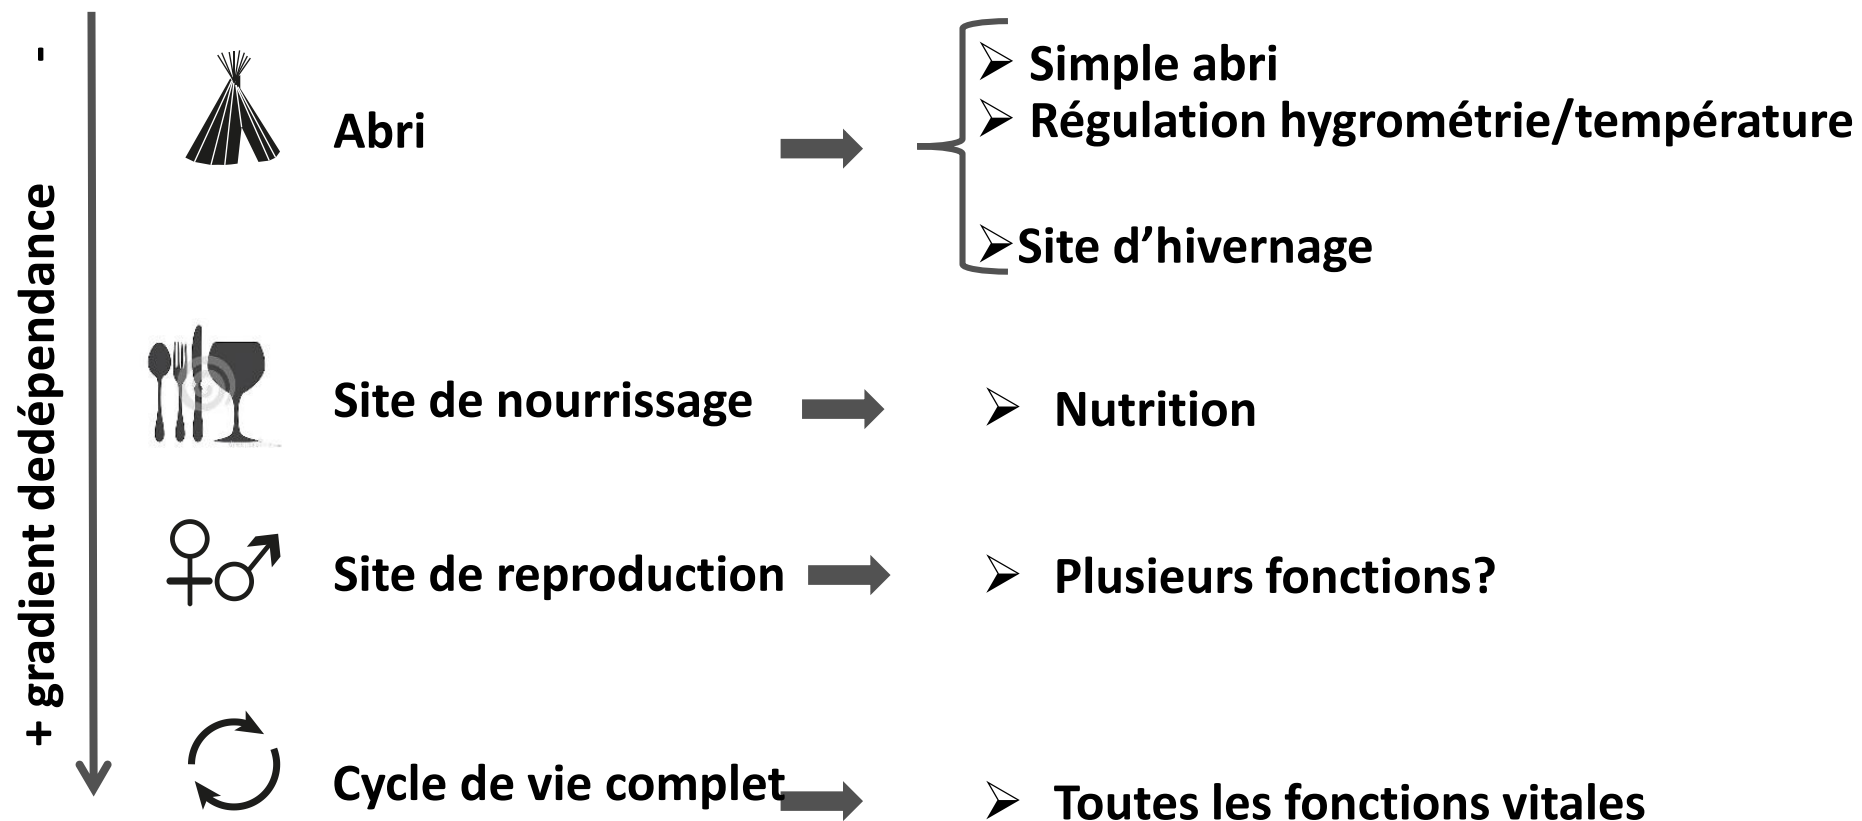 -
+ gradient dedépendance
Abri
Simple abri
Régulation hygrométrie/température
Site d’hivernage
Site de nourrissage
Nutrition
Site de reproduction
Plusieurs fonctions?
Cycle de vie complet
Toutes les fonctions vitales